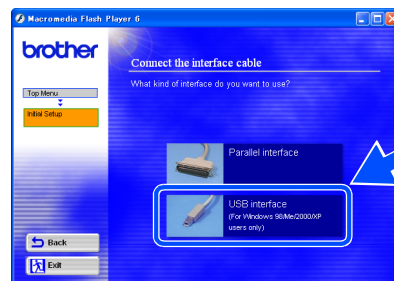 Macromedia Flash Player 6
brother
Connect the interface cable
What kind of interface do you want to use?
Top Menu
Initial Setup
Parallel interface
USB interface
(For Windows 98/Me/2000/XP
users only)
Back
Exit